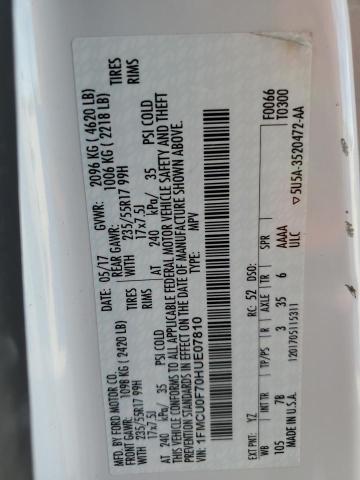 MFD. BY FORD MOTOR CO.
DATE: 05/17 GVWR: 2096 KG ( 4620 LB)
FRONT GAWR: 1098 KG (2420 LB) REAR GAWR: 1006 KG ( 2218 LB)
WITH 235/55R17 99H WITH 235/55R17 99H TIRES
17x7.5J 17x7.5J RIMS
AT 240 kPa/ 35 PSI COLD AT 240 kPa/ 35 PSI COLD
THIS VEHICLE CONFORMS TO ALL APPLICABLE FEDERAL MOTOR VEHICLE SAFETY AND THEFT
PREVENTION STANDARDS IN EFFECT ON THE DATE OF MANUFACTURE SHOWN ABOVE.
VIN: 1FMCU0F70HUE07810
TYPE: MPV
F0066
T0300
EXT PNT: YZ RC: 52 DSO:
WB INT TR TP/PS R AXLE TR SPR
105 78 3 35 6 AAAA
ULC
MADE IN U.S.A. 1201705115311
▽5U5A-3520472-AA